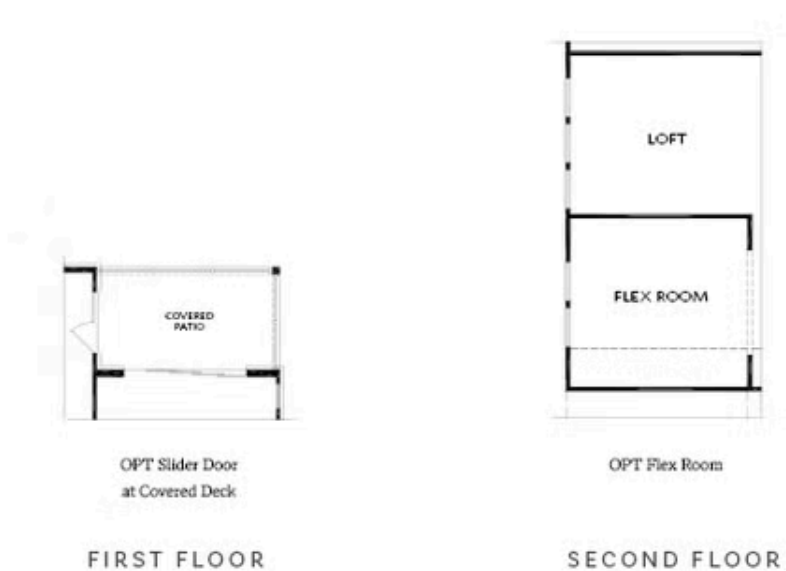 LOFT
FLEX ROOM
COVERED
PATIO
OPT Slider Door
at Covered Deck
OPT Flex Room
FIRST FLOOR
SECOND FLOOR